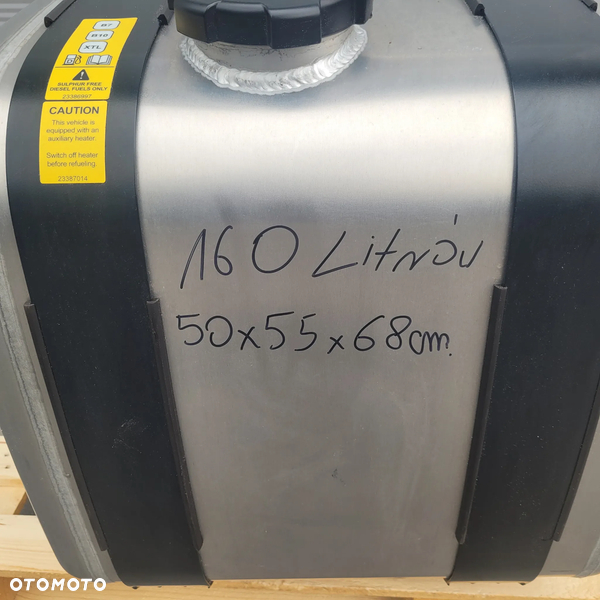 B7
B10
XTL
SULPHUR FREE
DIESEL FUELS ONLY
23386997
CAUTION
This vehicle is
equipped with an
auxiliary heater.
Switch off heater
before refueling.
23387014
160 Litrów
50x55x68cm.
OTOMOTO